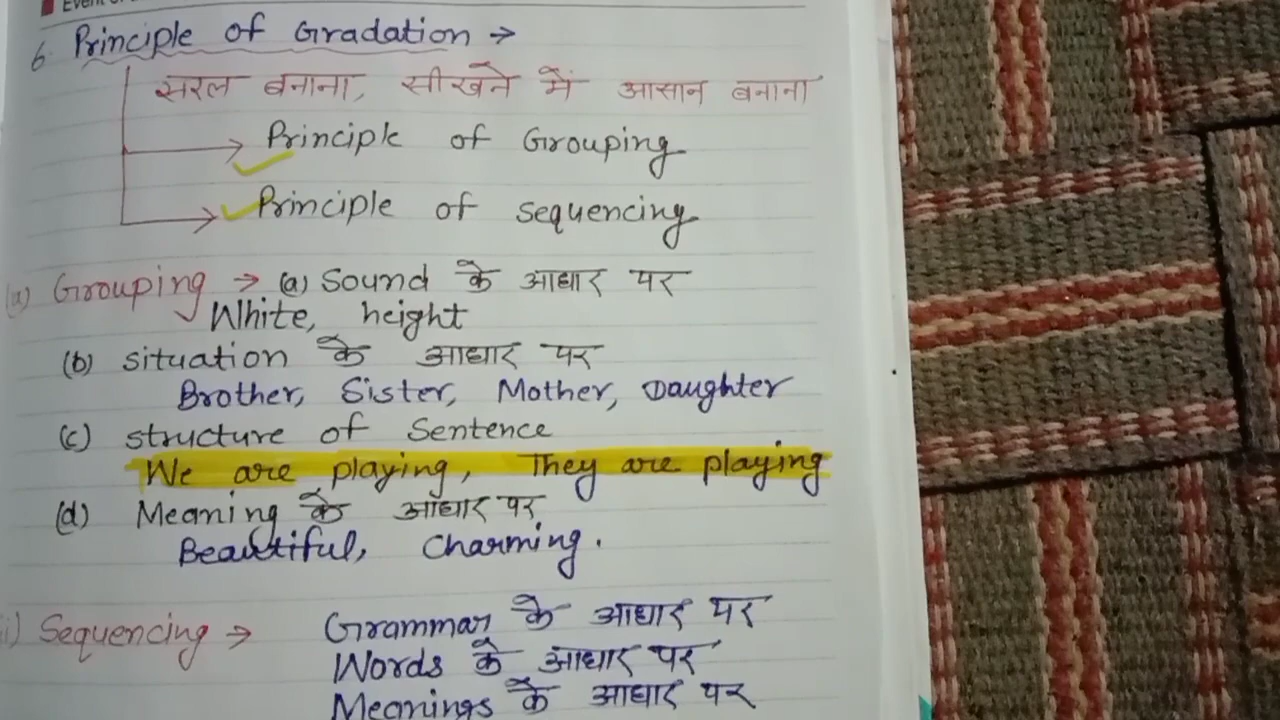 6. Principle of Gradation →
सरल बनाना, सीखने में आसान बनाना
→ Principle of Grouping
→ Principle of sequencing
Grouping → (a) Sound के आधार पर
White, height
(b) situation के आधार पर
Brother, Sister, Mother, Daughter
(c) structure of Sentence
We are playing, They are playing
(d) Meaning के आधार पर
Beautiful, Charming.
Sequencing → Grammar के आधार पर
Words के आधार पर
Meanings के आधार पर